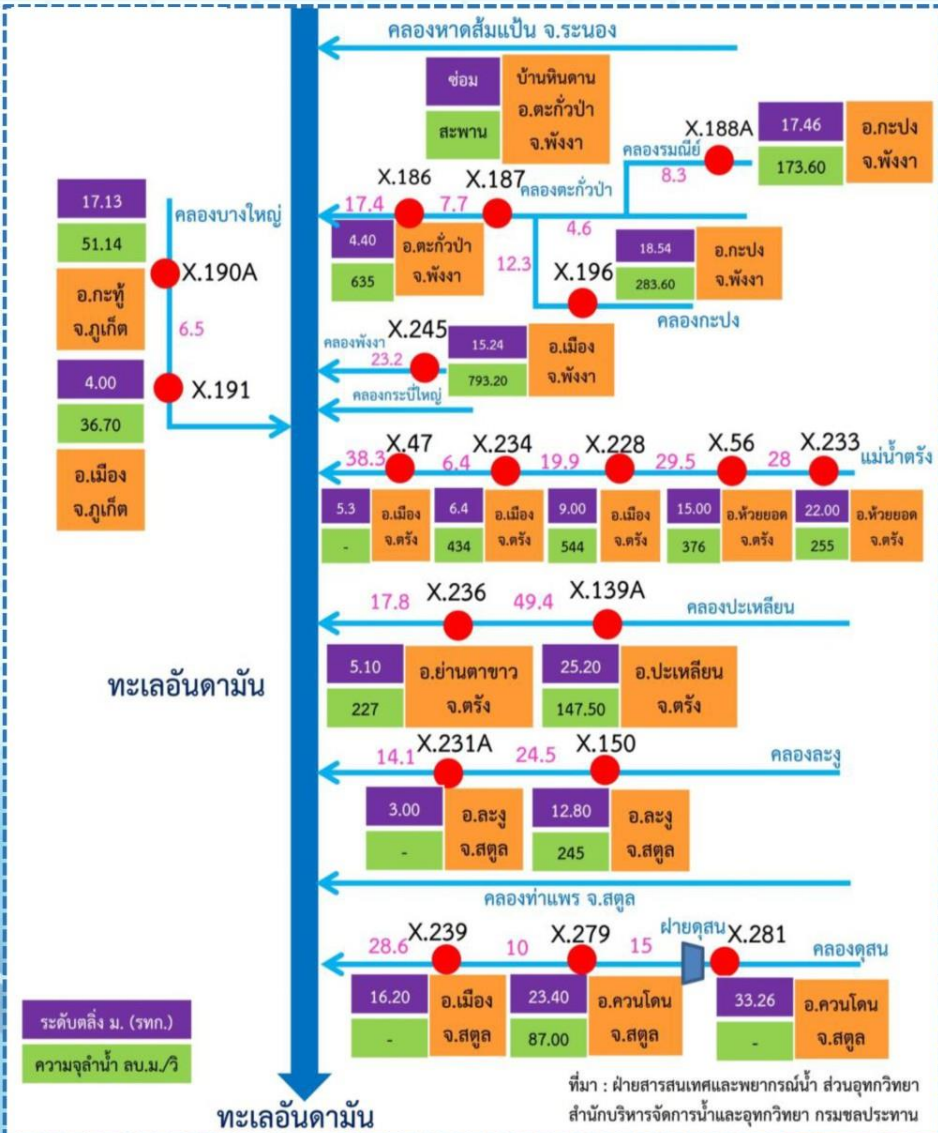 คลองหาดส้มแป้น จ.ระนอง
ซ่อม
สะพาน
บ้านหินดาน
อ.ตะกั่วป่า
จ.พังงา
X.188A
17.46
173.60
อ.กะปง
จ.พังงา
คลองรมณีย์
8.3
X.186
X.187
คลองตะกั่วป่า
17.4
7.7
4.6
4.40
635
อ.ตะกั่วป่า
จ.พังงา
12.3
X.196
18.54
283.60
อ.กะปง
จ.พังงา
คลองกะปง
17.13
51.14
อ.กะทู้
จ.ภูเก็ต
คลองบางใหญ่
X.190A
6.5
4.00
36.70
อ.เมือง
จ.ภูเก็ต
X.191
X.245
คลองพังงา
23.2
15.24
793.20
อ.เมือง
จ.พังงา
คลองกระบี่ใหญ่
X.47
X.234
X.228
X.56
X.233
38.3
6.4
19.9
29.5
28
แม่น้ำตรัง
5.3
-
อ.เมือง
จ.ตรัง
6.4
434
อ.เมือง
จ.ตรัง
9.00
544
อ.เมือง
จ.ตรัง
15.00
376
อ.ห้วยยอด
จ.ตรัง
22.00
255
อ.ห้วยยอด
จ.ตรัง
17.8
X.236
49.4
X.139A
คลองปะเหลียน
5.10
227
อ.ย่านตาขาว
จ.ตรัง
25.20
147.50
อ.ปะเหลียน
จ.ตรัง
ทะเลอันดามัน
14.1
X.231A
24.5
X.150
คลองละงู
3.00
-
อ.ละงู
จ.สตูล
12.80
245
อ.ละงู
จ.สตูล
คลองท่าแพร จ.สตูล
28.6
X.239
10
X.279
15
ฝายดุสน
X.281
คลองดุสน
16.20
-
อ.เมือง
จ.สตูล
23.40
87.00
อ.ควนโดน
จ.สตูล
33.26
-
อ.ควนโดน
จ.สตูล
ระดับตลิ่ง ม. (รทก.)
ความจุลำน้ำ ลบ.ม./วิ
ทะเลอันดามัน
ที่มา : ฝ่ายสารสนเทศและพยากรณ์น้ำ ส่วนอุทกวิทยา
สำนักบริหารจัดการน้ำและอุทกวิทยา กรมชลประทาน